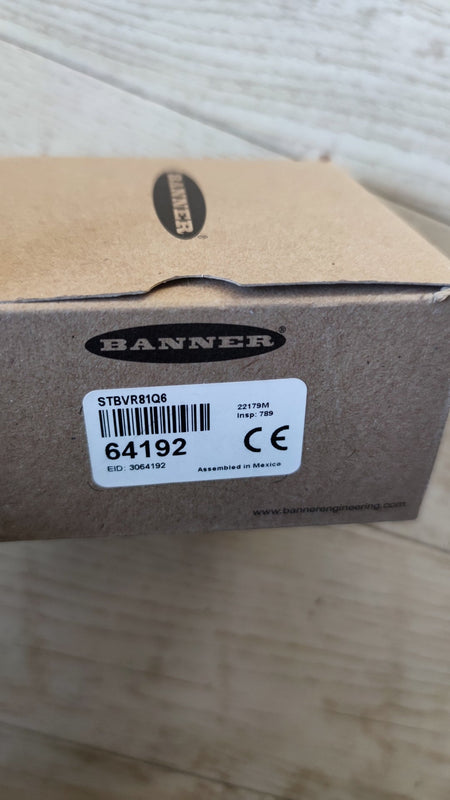 BANNER®
BANNER®
STBVR81Q6
22179M
Insp: 789
64192
CE
EID: 3064192
Assembled in Mexico
www.bannerengineering.com